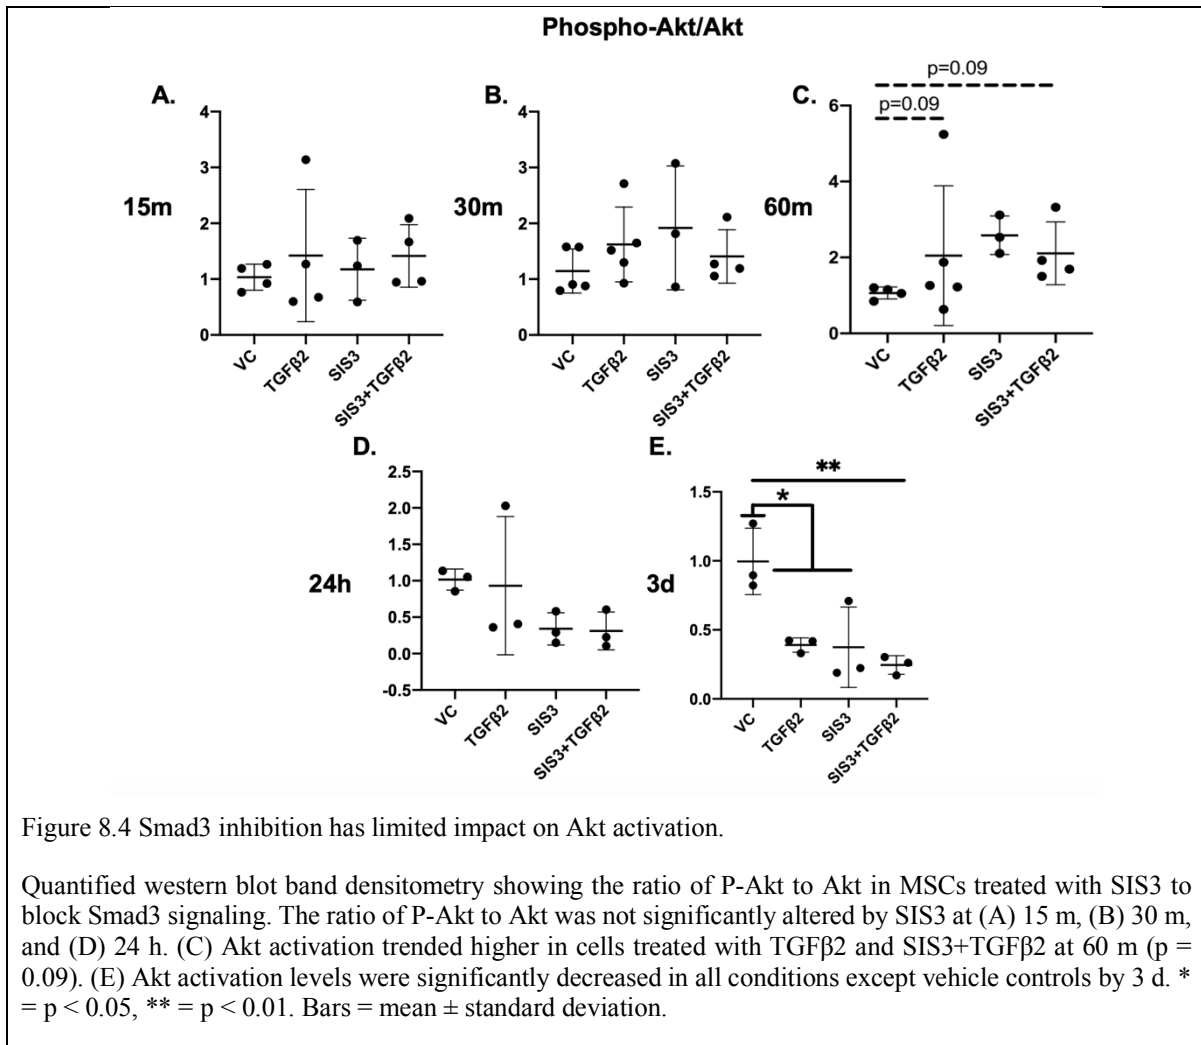 Phospho-Akt/Akt
A.
15m
4
3
2
1
0
VC
TGFβ2
SIS3
SIS3+TGFβ2
B.
30m
4
3
2
1
0
VC
TGFβ2
SIS3
SIS3+TGFβ2
C.
60m
p=0.09
p=0.09
6
4
2
0
VC
TGFβ2
SIS3
SIS3+TGFβ2
D.
24h
2.5
2.0
1.5
1.0
0.5
0.0
-0.5
VC
TGFβ2
SIS3
SIS3+TGFβ2
E.
3d
**
*
1.5
1.0
0.5
0.0
VC
TGFβ2
SIS3
SIS3+TGFβ2
Figure 8.4 Smad3 inhibition has limited impact on Akt activation.
Quantified western blot band densitometry showing the ratio of P-Akt to Akt in MSCs treated with SIS3 to
block Smad3 signaling. The ratio of P-Akt to Akt was not significantly altered by SIS3 at (A) 15 m, (B) 30 m,
and (D) 24 h. (C) Akt activation trended higher in cells treated with TGFβ2 and SIS3+TGFβ2 at 60 m (p =
0.09). (E) Akt activation levels were significantly decreased in all conditions except vehicle controls by 3 d. *
= p < 0.05, ** = p < 0.01. Bars = mean ± standard deviation.